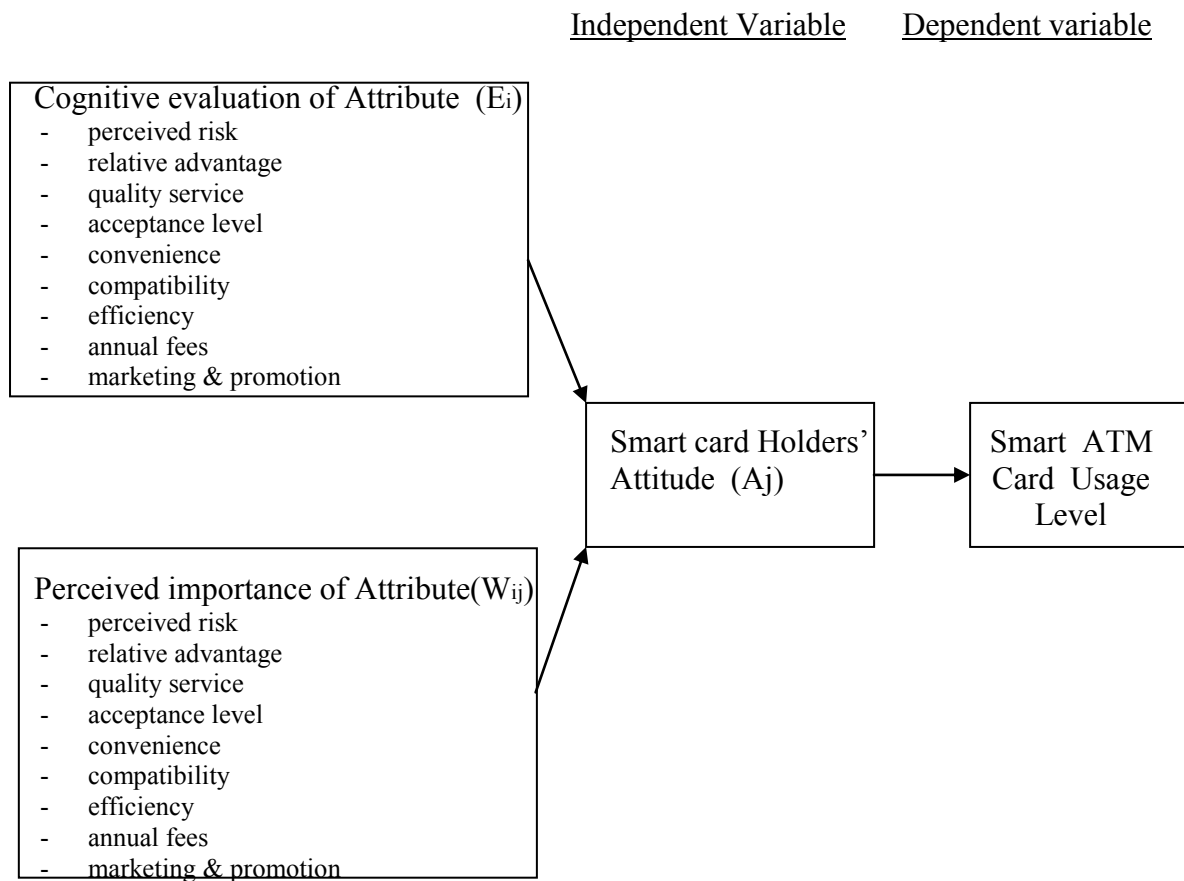 Independent Variable Dependent variable
Cognitive evaluation of Attribute (Ei)
- perceived risk
- relative advantage
- quality service
- acceptance level
- convenience
- compatibility
- efficiency
- annual fees
- marketing & promotion
Smart card Holders’
Attitude (Aj)
Smart ATM
Card Usage
Level
Perceived importance of Attribute(Wij)
- perceived risk
- relative advantage
- quality service
- acceptance level
- convenience
- compatibility
- efficiency
- annual fees
- marketing & promotion